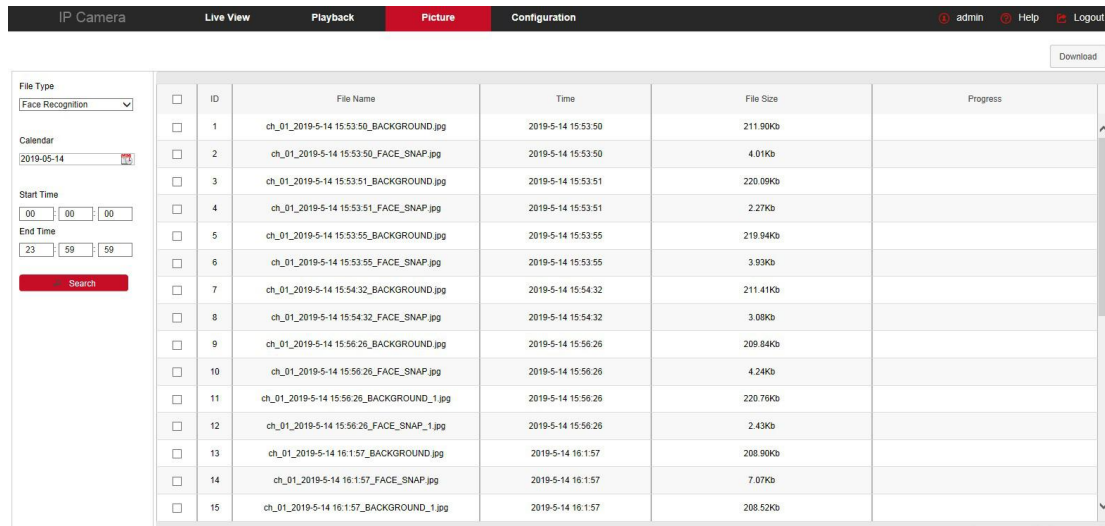 IP Camera Live View Playback Picture Configuration admin Help Logout
Download
File Type
Face Recognition
Calendar
2019-05-14
Start Time
00 : 00 : 00
End Time
23 : 59 : 59
Search
ID File Name Time File Size Progress
1 ch_01_2019-5-14 15:53:50_BACKGROUND.jpg 2019-5-14 15:53:50 211.90Kb
2 ch_01_2019-5-14 15:53:50_FACE_SNAP.jpg 2019-5-14 15:53:50 4.01Kb
3 ch_01_2019-5-14 15:53:51_BACKGROUND.jpg 2019-5-14 15:53:51 220.09Kb
4 ch_01_2019-5-14 15:53:51_FACE_SNAP.jpg 2019-5-14 15:53:51 2.27Kb
5 ch_01_2019-5-14 15:53:55_BACKGROUND.jpg 2019-5-14 15:53:55 219.94Kb
6 ch_01_2019-5-14 15:53:55_FACE_SNAP.jpg 2019-5-14 15:53:55 3.93Kb
7 ch_01_2019-5-14 15:54:32_BACKGROUND.jpg 2019-5-14 15:54:32 211.41Kb
8 ch_01_2019-5-14 15:54:32_FACE_SNAP.jpg 2019-5-14 15:54:32 3.08Kb
9 ch_01_2019-5-14 15:56:26_BACKGROUND.jpg 2019-5-14 15:56:26 209.84Kb
10 ch_01_2019-5-14 15:56:26_FACE_SNAP.jpg 2019-5-14 15:56:26 4.24Kb
11 ch_01_2019-5-14 15:56:26_BACKGROUND_1.jpg 2019-5-14 15:56:26 220.76Kb
12 ch_01_2019-5-14 15:56:26_FACE_SNAP_1.jpg 2019-5-14 15:56:26 2.43Kb
13 ch_01_2019-5-14 16:1:57_BACKGROUND.jpg 2019-5-14 16:1:57 208.90Kb
14 ch_01_2019-5-14 16:1:57_FACE_SNAP.jpg 2019-5-14 16:1:57 7.07Kb
15 ch_01_2019-5-14 16:1:57_BACKGROUND_1.jpg 2019-5-14 16:1:57 208.52Kb